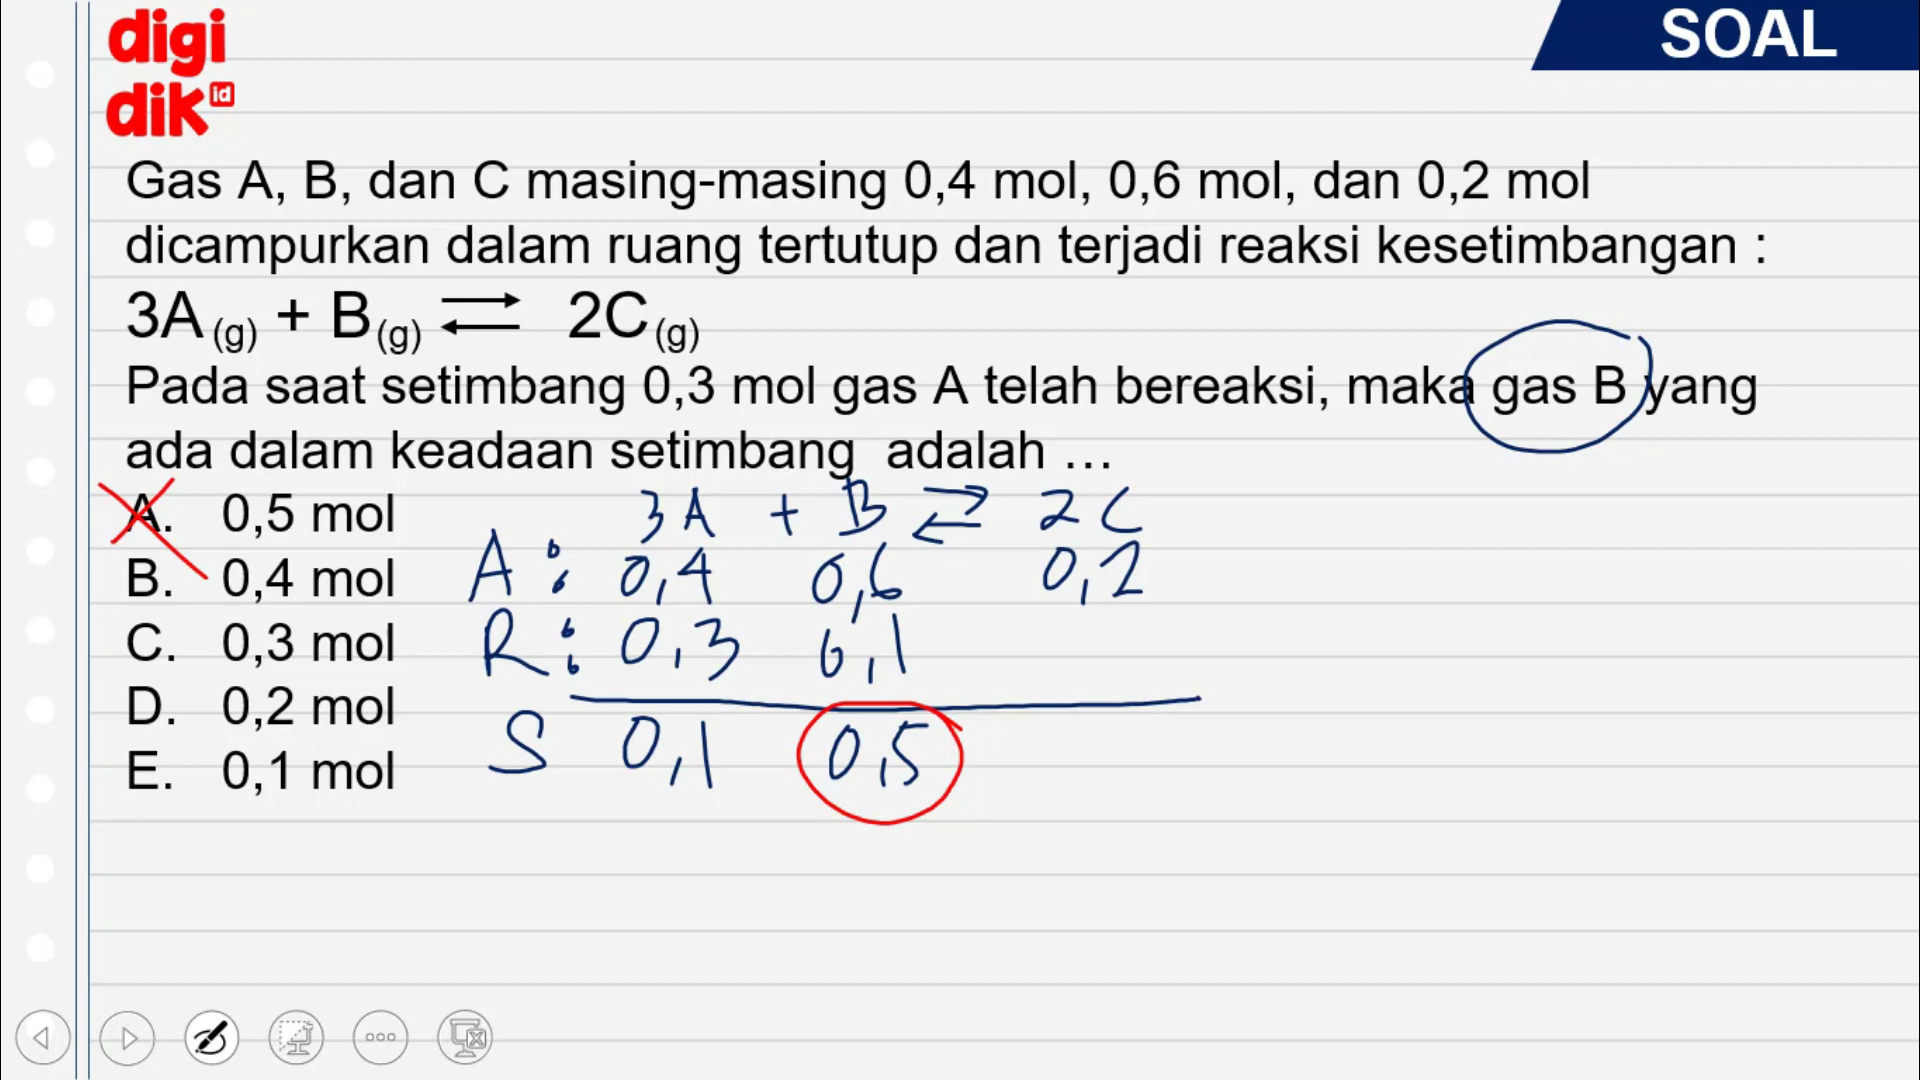 digi
dik id
SOAL
Gas A, B, dan C masing-masing 0,4 mol, 0,6 mol, dan 0,2 mol
dicampurkan dalam ruang tertutup dan terjadi reaksi kesetimbangan :
3A(g) + B(g) ⇌ 2C(g)
Pada saat setimbang 0,3 mol gas A telah bereaksi, maka gas B yang
ada dalam keadaan setimbang adalah ...
A. 0,5 mol
B. 0,4 mol
C. 0,3 mol
D. 0,2 mol
E. 0,1 mol
3A + B ⇌ 2C
A : 0,4 0,6 0,2
R : 0,3 0,1
S 0,1 0,5